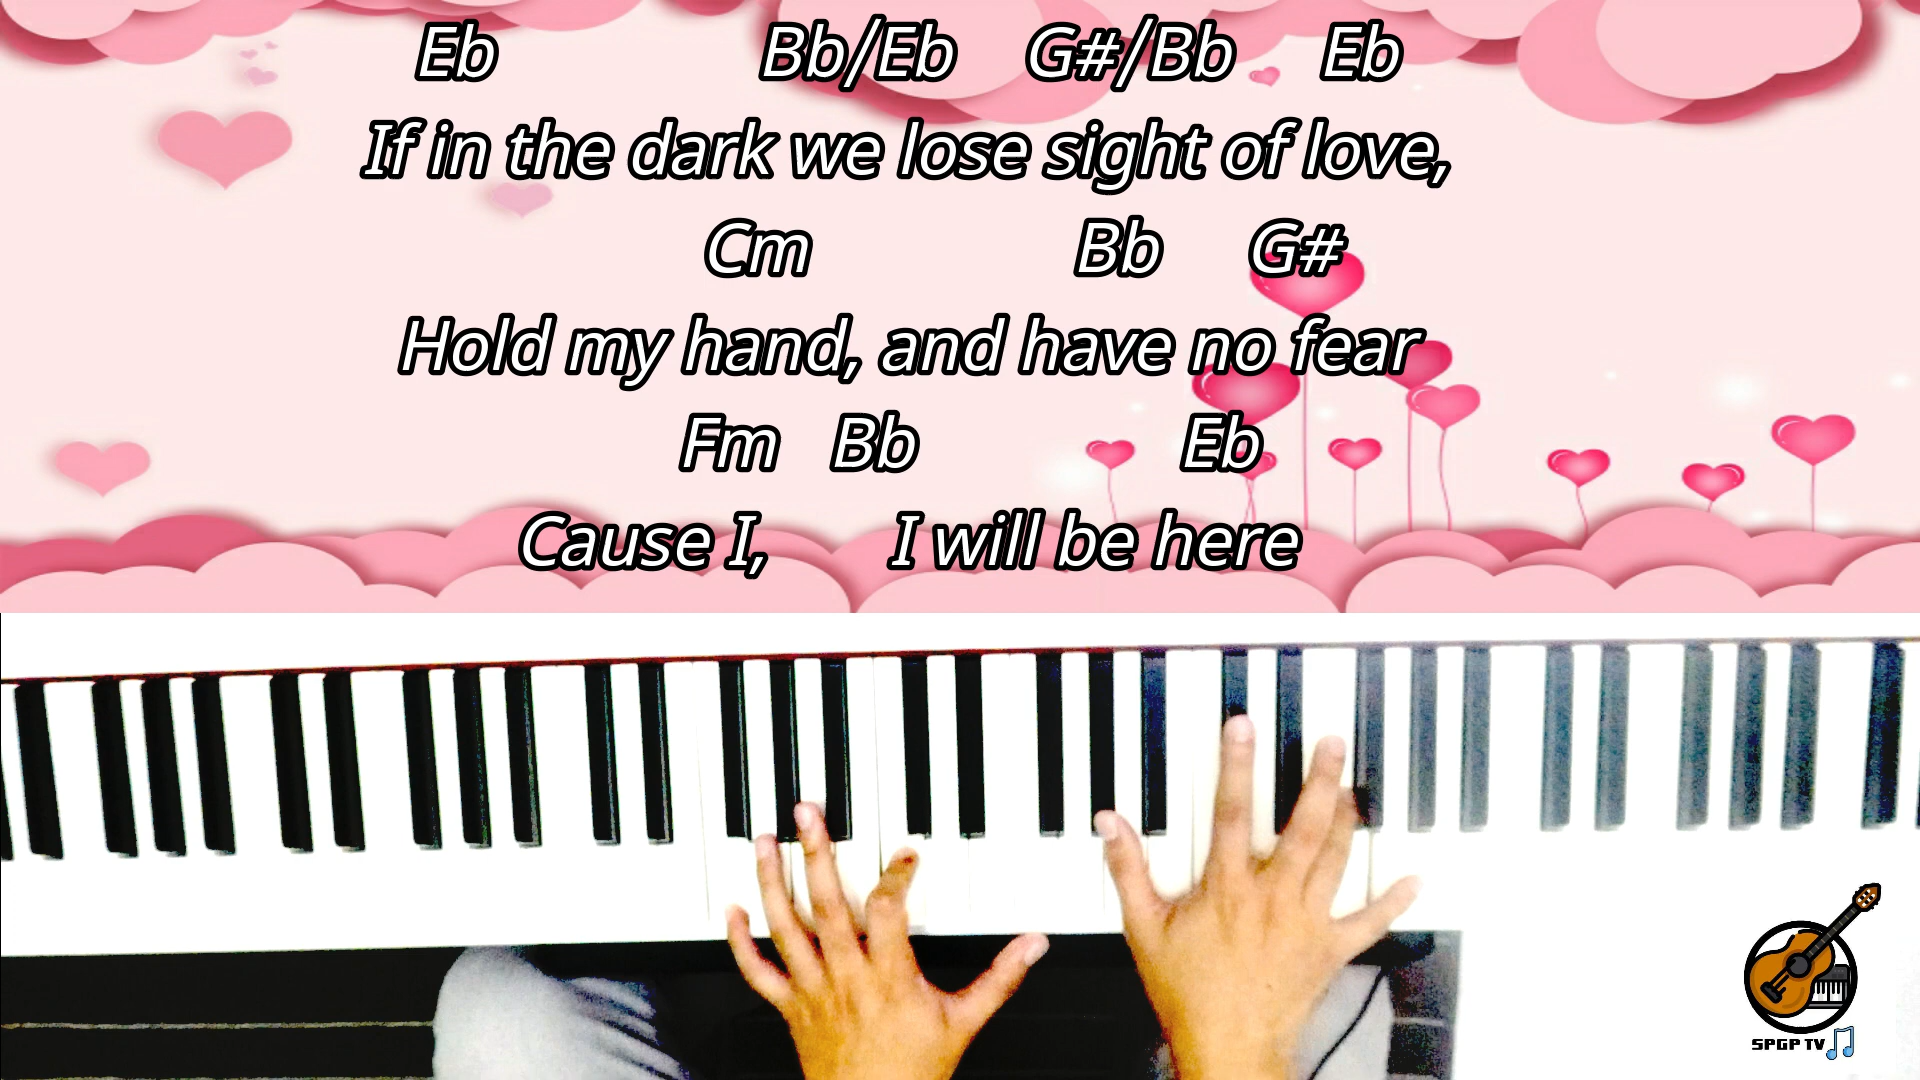 Eb Bb/Eb G#/Bb Eb
If in the dark we lose sight of love,
Cm Bb G#
Hold my hand, and have no fear
Fm Bb Eb
Cause I, I will be here
SPGP TV